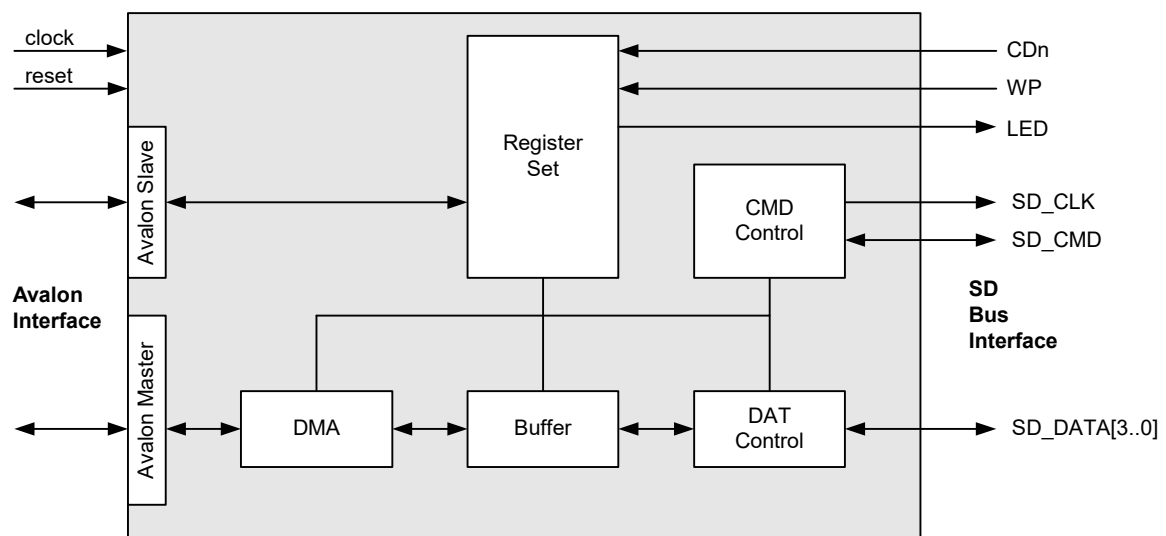 clock
reset
CDn
WP
LED
Register
Set
Avalon Slave
CMD
Control
SD_CLK
SD_CMD
Avalon
Interface
SD
Bus
Interface
Avalon Master
DMA
Buffer
DAT
Control
SD_DATA[3..0]